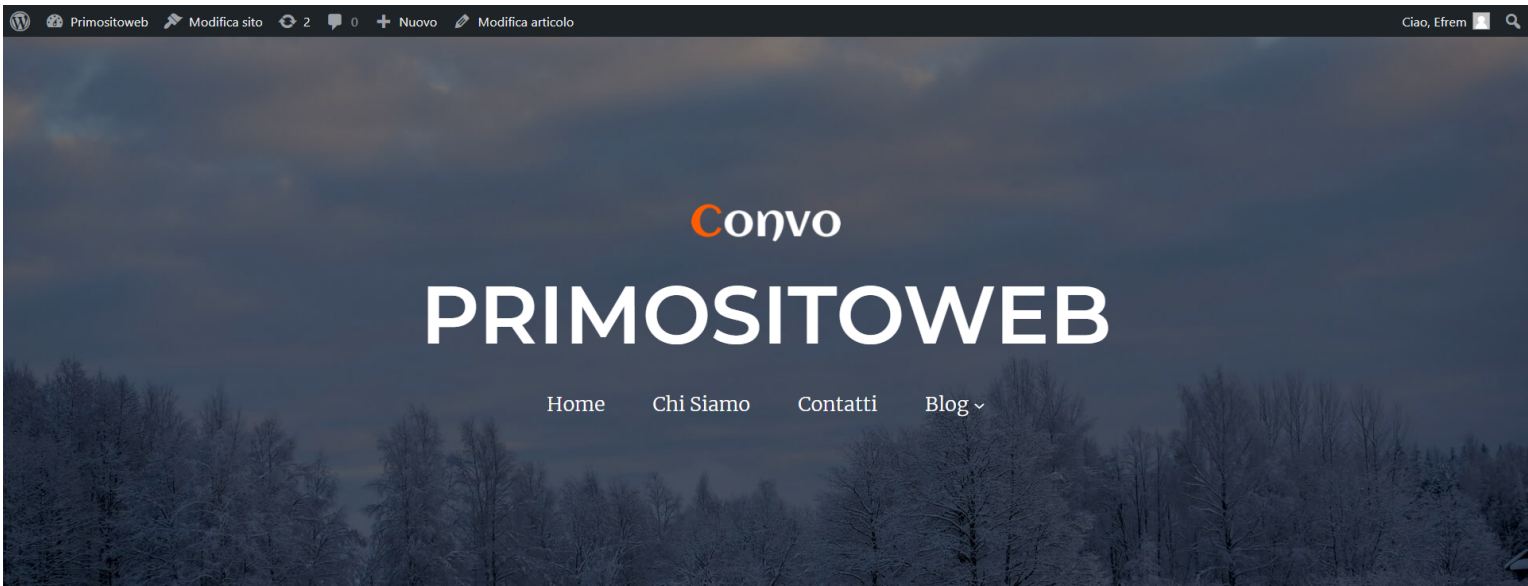 Primositoweb Modifica sito 2 0 Nuovo Modifica articolo Ciao, Efrem
Convo
PRIMOSITOWEB
Home Chi Siamo Contatti Blog